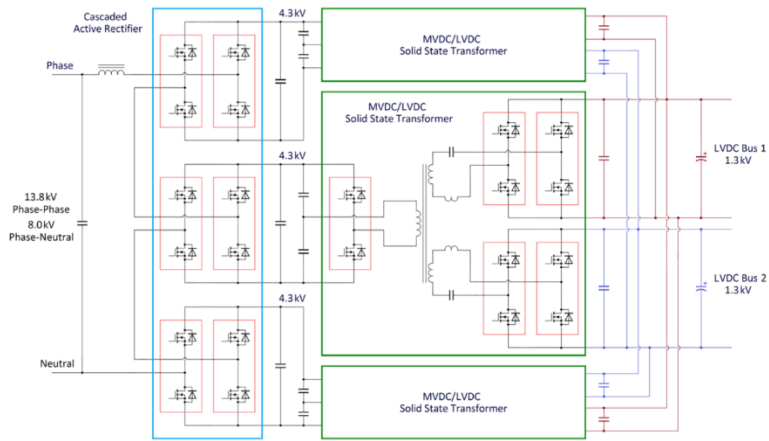 Cascaded
Active Rectifier
4.3kV
MVDC/LVDC
Solid State Transformer
Phase
MVDC/LVDC
Solid State Transformer
4.3kV
LVDC Bus 1
1.3kV
13.8kV
Phase-Phase
8.0kV
Phase-Neutral
LVDC Bus 2
1.3kV
4.3kV
Neutral
MVDC/LVDC
Solid State Transformer